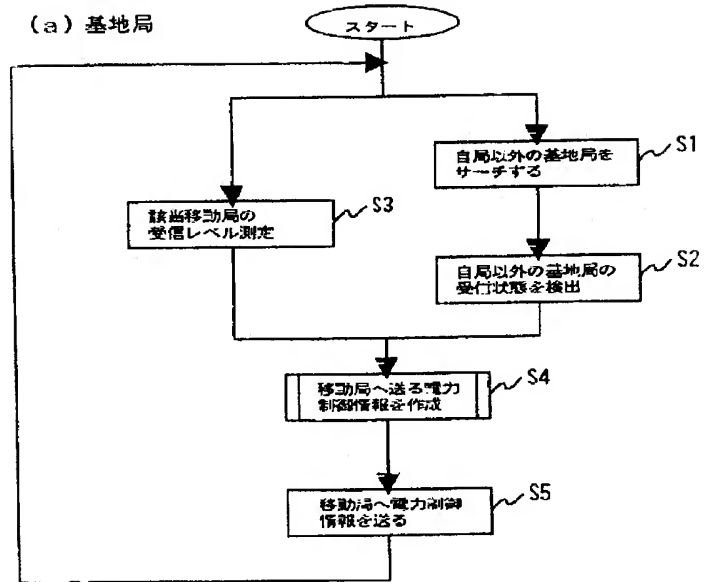 (a) 基地局
スタート
自局以外の基地局を
サーチする
S1
該当移動局の
受信レベル測定
S3
自局以外の基地局の
受信状態を検出
S2
移動局へ送る電力
制御情報を作成
S4
移動局へ電力制御
情報を送る
S5